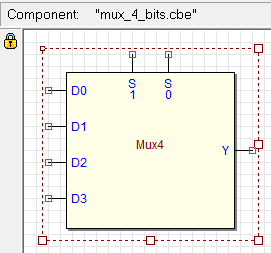 Component: "mux_4_bits.cbe"
S S
1 0
D0
D1
Mux4
Y
D2
D3